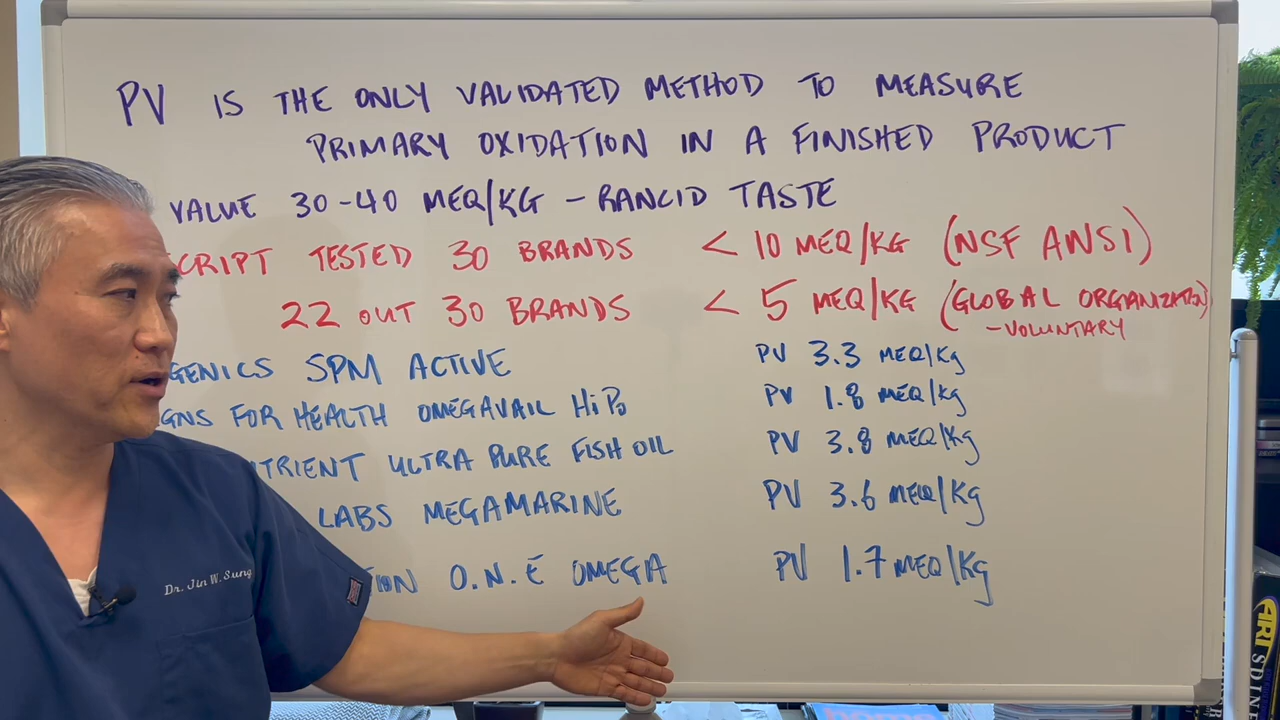 PV IS THE ONLY VALIDATED METHOD TO MEASURE
PRIMARY OXIDATION IN A FINISHED PRODUCT
VALUE 30-40 MEQ/KG - RANCID TASTE
CRIPT TESTED 30 BRANDS < 10 MEQ/KG (NSF ANSI)
22 OUT 30 BRANDS < 5 MEQ/KG (GLOBAL ORGANIZATION)
-VOLUNTARY
GENICS SPM ACTIVE PV 3.3 MEQ/Kg
GNS FOR HEALTH OMEGAVAIL HiPo PV 1.8 MEQ/Kg
TRIENT ULTRA PURE FISH OIL PV 3.8 MEQ/Kg
LABS MEGAMARINE PV 3.6 MEQ/Kg
TION O.N.E OMEGA PV 1.7 MEQ/Kg
Dr. Jin W. Sung